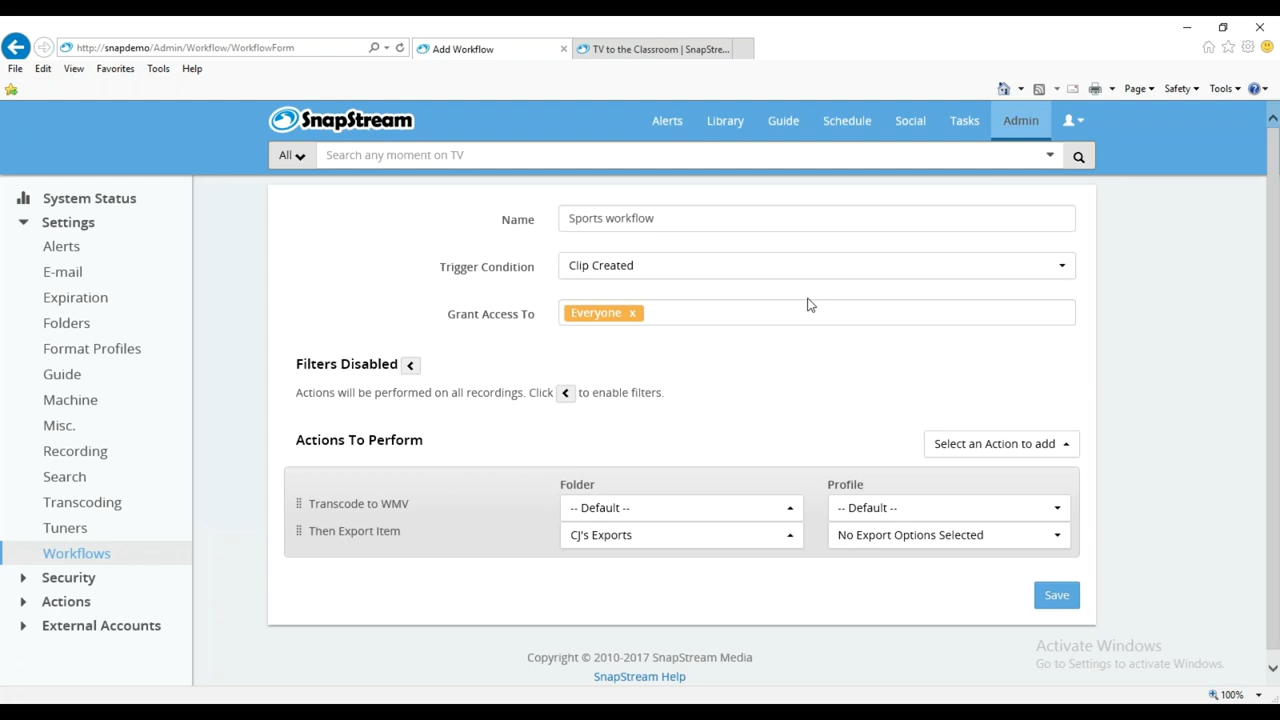 http://snapdemo/Admin/Workflow/WorkflowForm
Add Workflow
TV to the Classroom | SnapStre...
File Edit View Favorites Tools Help
Page Safety Tools
SnapStream
Alerts Library Guide Schedule Social Tasks Admin
All Search any moment on TV
System Status
Settings
Alerts
E-mail
Expiration
Folders
Format Profiles
Guide
Machine
Misc.
Recording
Search
Transcoding
Tuners
Workflows
Security
Actions
External Accounts
Name Sports workflow
Trigger Condition Clip Created
Grant Access To Everyone x
Filters Disabled
Actions will be performed on all recordings. Click < to enable filters.
Actions To Perform Select an Action to add
Folder Profile
Transcode to WMV -- Default -- -- Default --
Then Export Item CJ's Exports No Export Options Selected
Save
Copyright © 2010-2017 SnapStream Media
SnapStream Help
Activate Windows
Go to Settings to activate Windows.
100%